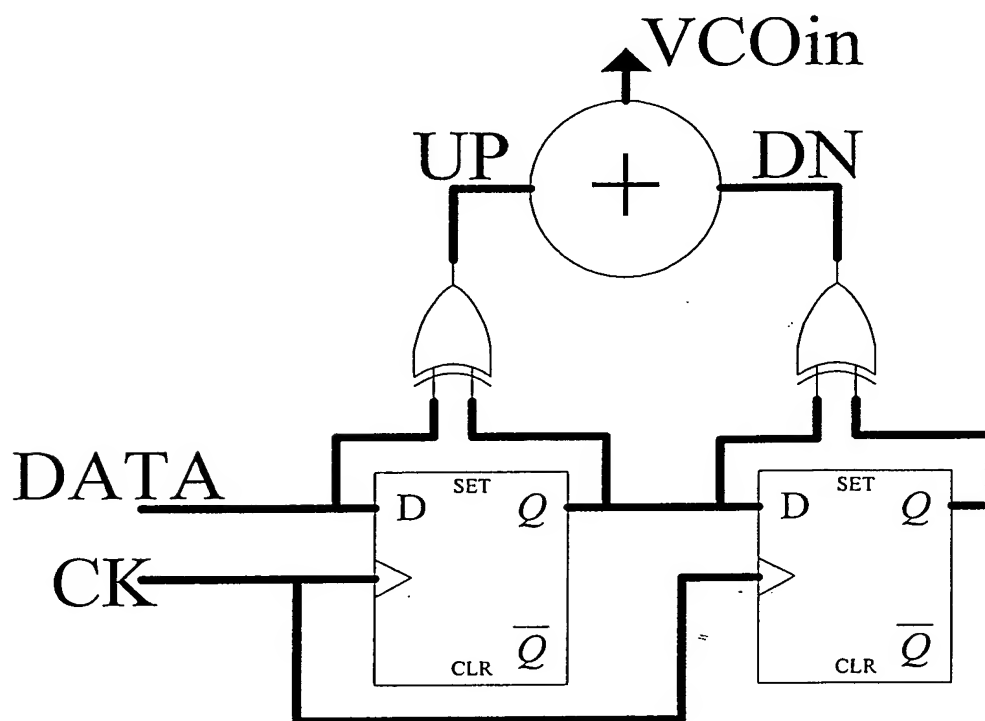 VCOin
UP
DN
DATA
CK
SET
D
Q
Q
CLR
SET
D
Q
Q
CLR
+